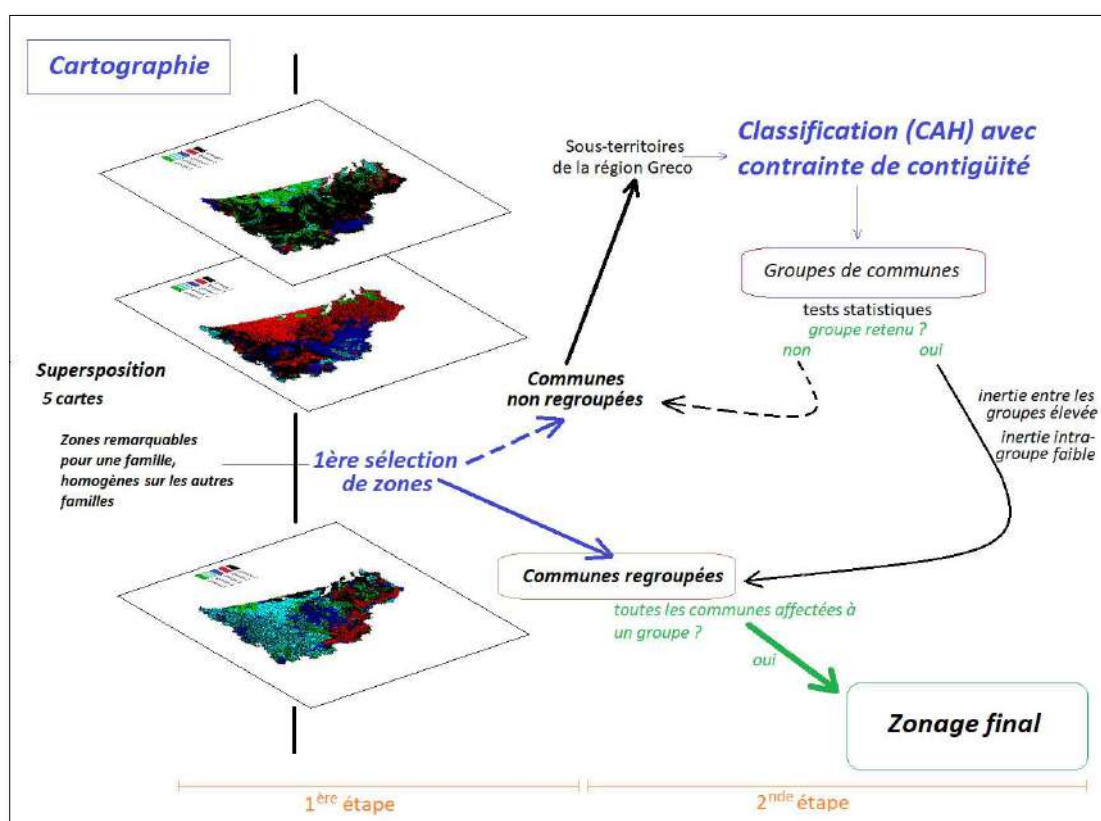 Cartographie
Supersposition
5 cartes
Zones remarquables
pour une famille,
homogènes sur les autres
familles
1ère sélection
de zones
Communes
non regroupées
Sous-territoires
de la région Greco
Classification (CAH) avec
contrainte de contigüité
Groupes de communes
tests statistiques
groupe retenu ?
non
oui
inertie entre les
groupes élevée
inertie intra-
groupe faible
Communes regroupées
toutes les communes affectées à
un groupe ?
oui
Zonage final
1ère étape
2nde étape